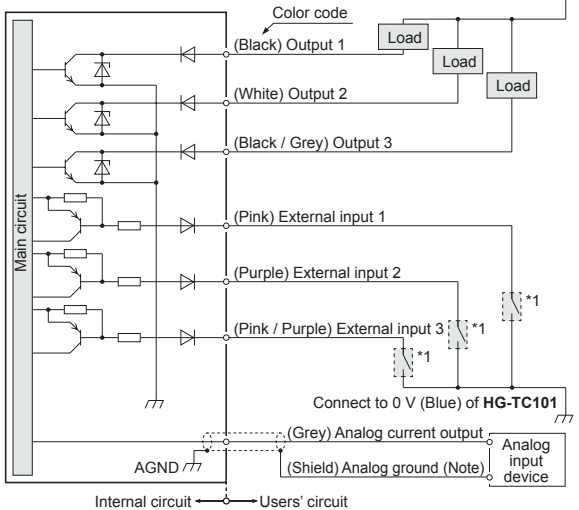 Color code
(Black) Output 1
Load
Load
(White) Output 2
Load
(Black / Grey) Output 3
Main circuit
(Pink) External input 1
(Purple) External input 2
*1
*1
(Pink / Purple) External input 3
*1
Connect to 0 V (Blue) of HG-TC101
(Grey) Analog current output
Analog
input
device
AGND
(Shield) Analog ground (Note)
Internal circuit
Users' circuit